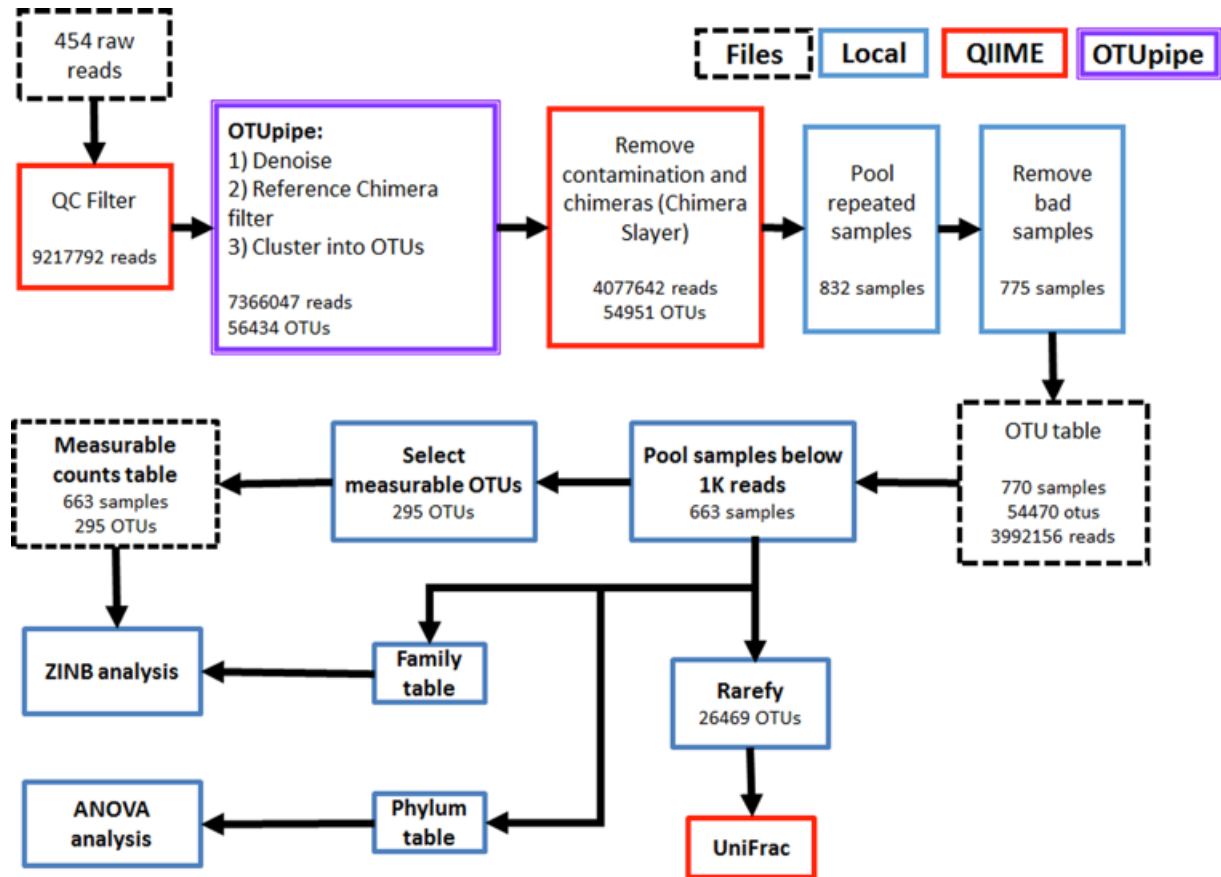 454 raw
reads
Files
Local
QIIME
OTUpipe
QC Filter
9217792 reads
OTUpipe:
1) Denoise
2) Reference Chimera
filter
3) Cluster into OTUs
7366047 reads
56434 OTUs
Remove
contamination and
chimeras (Chimera
Slayer)
4077642 reads
54951 OTUs
Pool
repeated
samples
832 samples
Remove
bad
samples
775 samples
Measurable
counts table
663 samples
295 OTUs
Select
measurable OTUs
295 OTUs
Pool samples below
1K reads
663 samples
OTU table
770 samples
54470 otus
3992156 reads
ZINB analysis
Family
table
Rarefy
26469 OTUs
ANOVA
analysis
Phylum
table
UniFrac